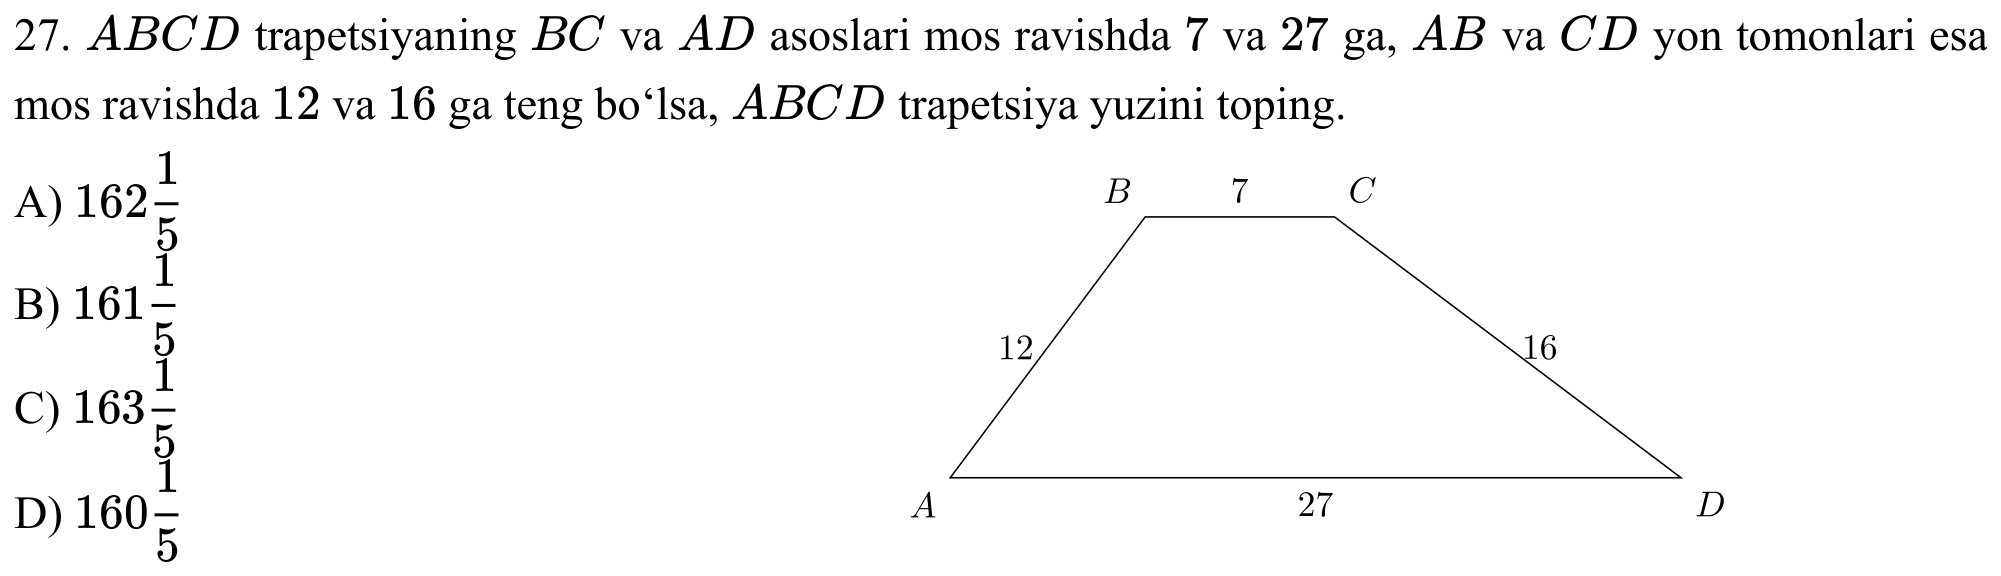 27. ABCD trapetsiyaning BC va AD asoslari mos ravishda 7 va 27 ga, AB va CD yon tomonlari esa
mos ravishda 12 va 16 ga teng bo‘lsa, ABCD trapetsiya yuzini toping.
A) 162 1/5
B) 161 1/5
C) 163 1/5
D) 160 1/5
B 7 C
12 16
A 27 D